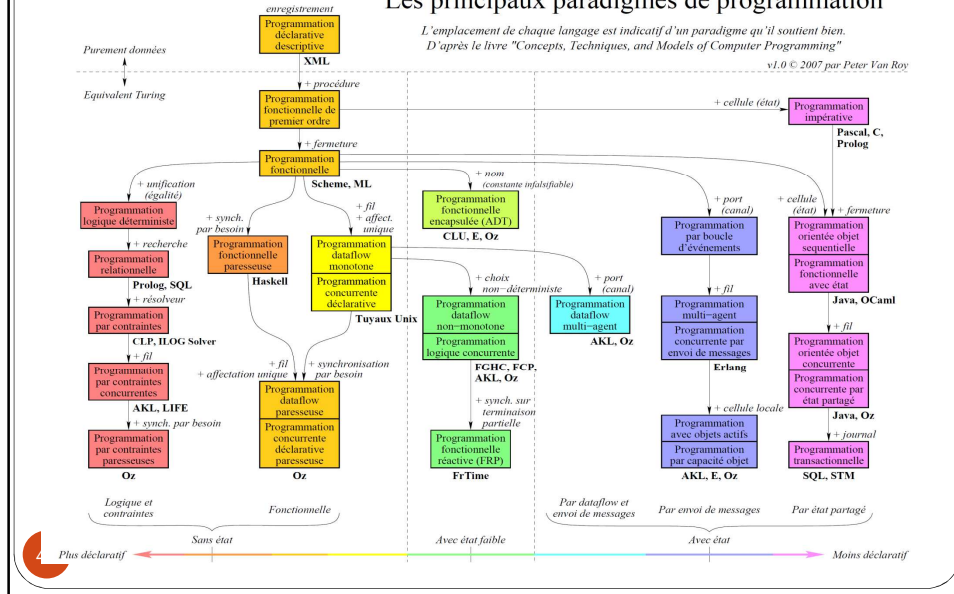 Les principaux paradigmes de programmation
L'emplacement de chaque langage est indicatif d'un paradigme qu'il soutient bien.
D'après le livre "Concepts, Techniques, and Models of Computer Programming"
v1.0 © 2007 par Peter Van Roy
enregistrement
Programmation
déclarative
descriptive
XML
Purement données
Equivalent Turing
+ procédure
Programmation
fonctionnelle de
premier ordre
+ cellule (état)
Programmation
impérative
Pascal, C,
Prolog
+ fermeture
Programmation
fonctionnelle
Scheme, ML
+ unification
(égalité)
Programmation
logique déterministe
+ recherche
Programmation
relationnelle
Prolog, SQL
+ résolveur
Programmation
par contraintes
CLP, ILOG Solver
+ fil
Programmation
par contraintes
concurrentes
AKL, LIFE
+ synch. par besoin
Programmation
par contraintes
paresseuses
Oz
+ synch.
par besoin
Programmation
fonctionnelle
paresseuse
Haskell
+ fil
+ affectation unique
+ fil
+ affect.
unique
Programmation
dataflow
monotone
Programmation
concurrente
déclarative
Tuyaux Unix
+ synchronisation
par besoin
Programmation
dataflow
paresseuse
Programmation
concurrente
déclarative
paresseuse
Oz
+ nom
(constante infalsifiable)
Programmation
fonctionnelle
encapsulée (ADT)
CLU, E, Oz
+ choix
non−déterministe
Programmation
dataflow
non−monotone
Programmation
logique concurrente
FGHC, FCP,
AKL, Oz
+ synch. sur
terminaison
partielle
Programmation
fonctionnelle
réactive (FRP)
FrTime
+ port
(canal)
Programmation
dataflow
multi−agent
AKL, Oz
+ port
(canal)
Programmation
par boucle
d'événements
+ fil
Programmation
multi−agent
Programmation
concurrente par
envoi de messages
Erlang
+ cellule locale
Programmation
avec objets actifs
Programmation
par capacité objet
AKL, E, Oz
+ cellule
(état)
+ fermeture
Programmation
orientée objet
sequentielle
Programmation
fonctionnelle
avec état
Java, OCaml
+ fil
Programmation
orientée objet
concurrente
Programmation
concurrente par
état partagé
Java, Oz
+ journal
Programmation
transactionnelle
SQL, STM
Logique et
contraintes
Fonctionnelle
Par dataflow et
envoi de messages
Par envoi de messages
Par état partagé
Sans état
Avec état faible
Avec état
4
Plus déclaratif
Moins déclaratif